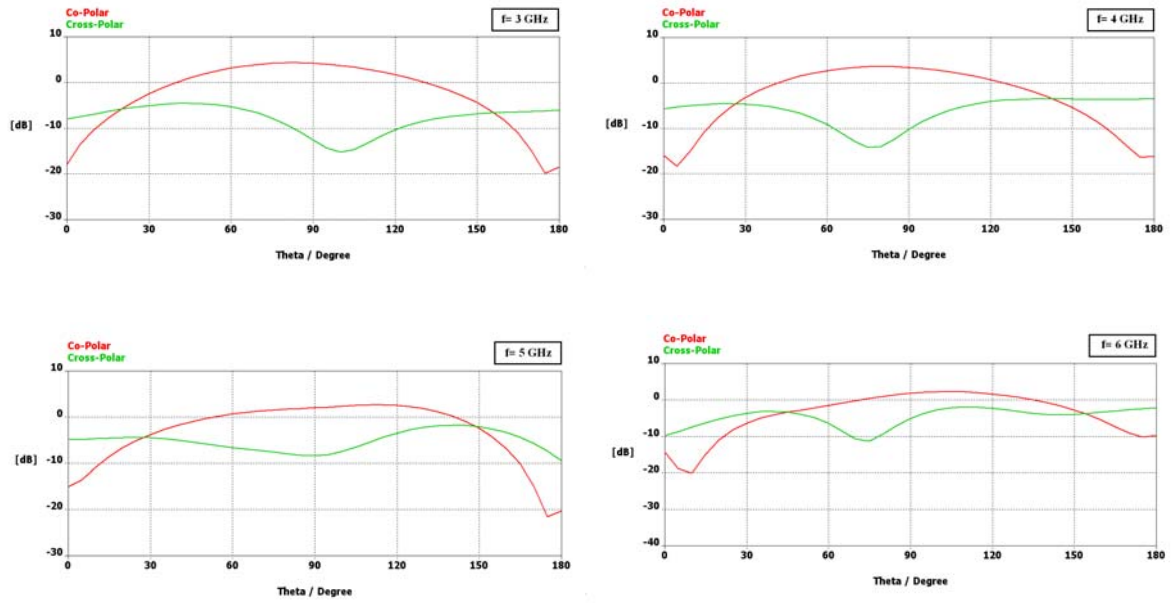 Co-Polar
Cross-Polar
f= 3 GHz
10
0
[dB]
-10
-20
-30
0 30 60 90 120 150 180
Theta / Degree
Co-Polar
Cross-Polar
f= 4 GHz
10
0
[dB]
-10
-20
-30
0 30 60 90 120 150 180
Theta / Degree
Co-Polar
Cross-Polar
f= 5 GHz
10
0
[dB]
-10
-20
-30
0 30 60 90 120 150 180
Theta / Degree
Co-Polar
Cross-Polar
f= 6 GHz
10
0
-10
[dB]
-20
-30
-40
0 30 60 90 120 150 180
Theta / Degree